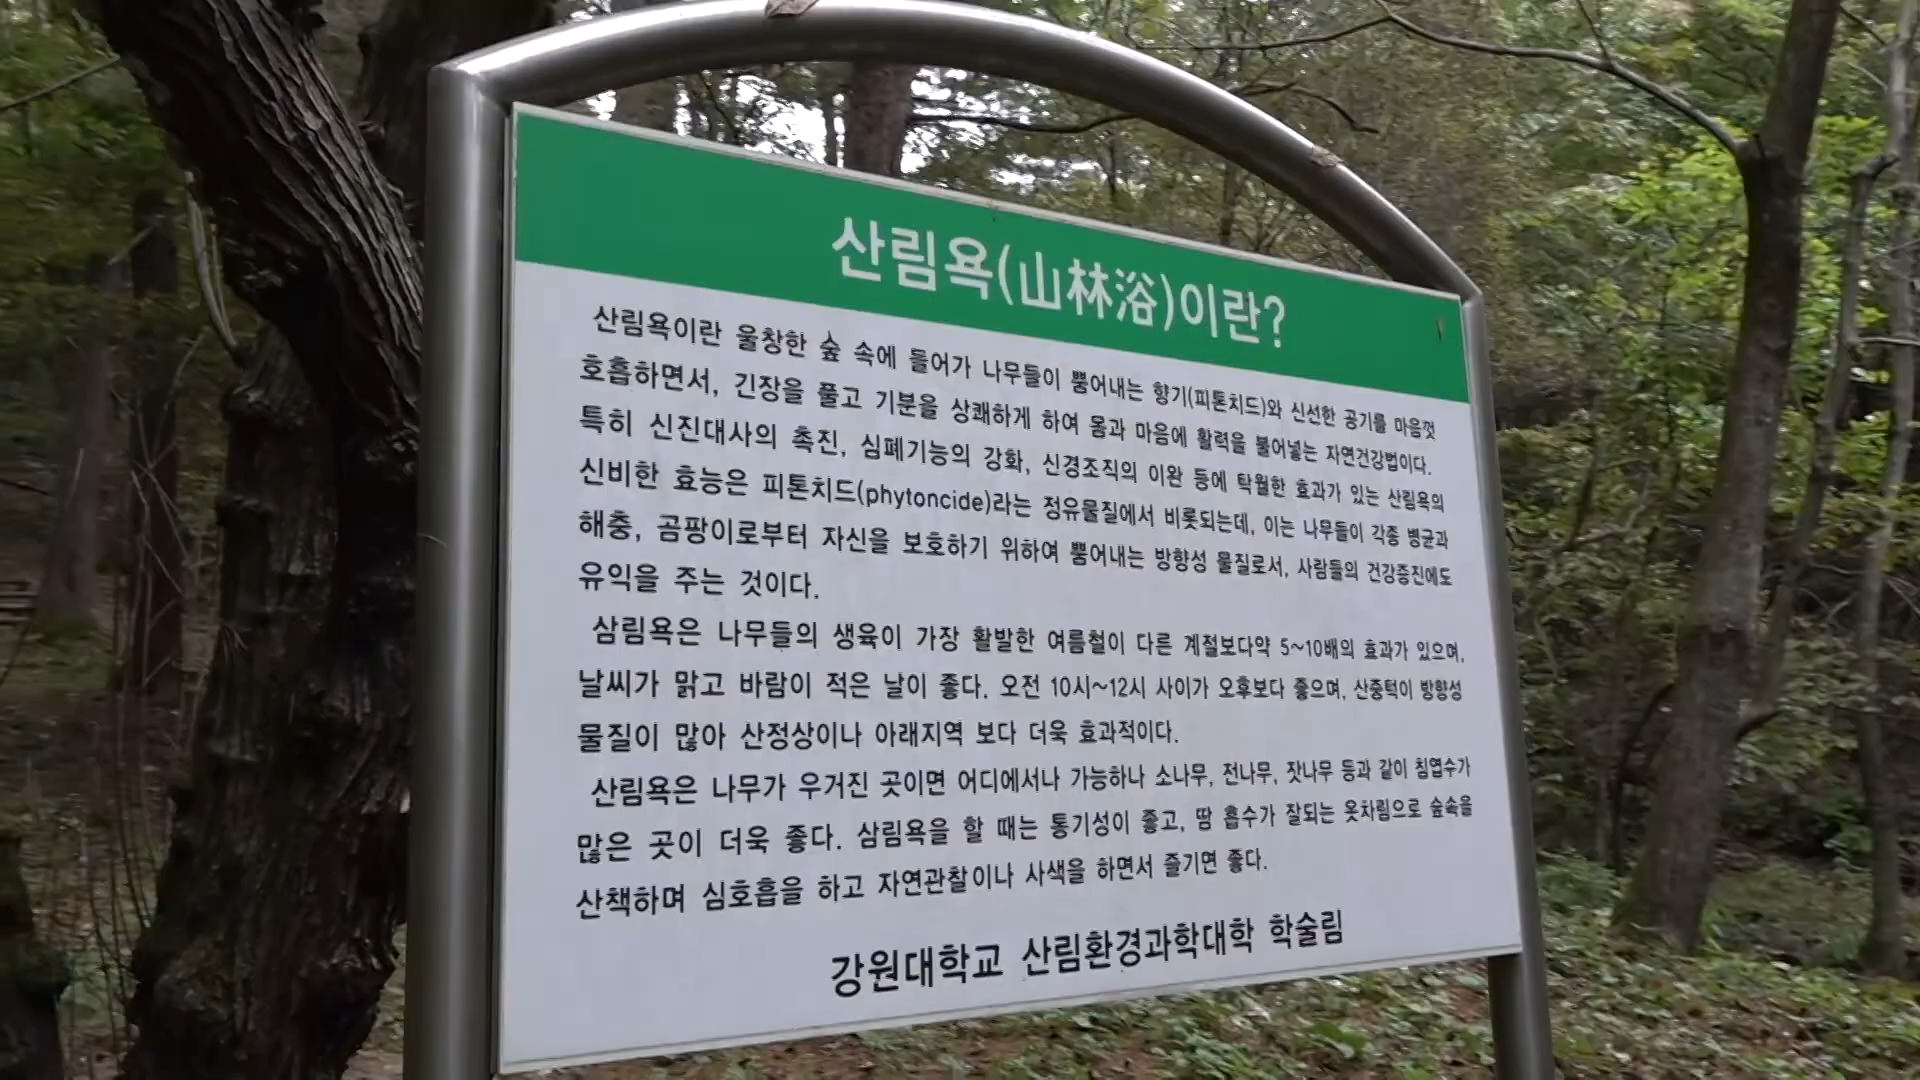 산림욕(山林浴)이란?
산림욕이란 울창한 숲 속에 들어가 나무들이 뿜어내는 향기(피톤치드)와 신선한 공기를 마음껏
호흡하면서, 긴장을 풀고 기분을 상쾌하게 하여 몸과 마음에 활력을 불어넣는 자연건강법이다.
특히 신진대사의 촉진, 심폐기능의 강화, 신경조직의 이완 등에 탁월한 효과가 있는 산림욕의
신비한 효능은 피톤치드(phytoncide)라는 정유물질에서 비롯되는데, 이는 나무들이 각종 병균과
해충, 곰팡이로부터 자신을 보호하기 위하여 뿜어내는 방향성 물질로서, 사람들의 건강증진에도
유익을 주는 것이다.
삼림욕은 나무들의 생육이 가장 활발한 여름철이 다른 계절보다약 5~10배의 효과가 있으며,
날씨가 맑고 바람이 적은 날이 좋다. 오전 10시~12시 사이가 오후보다 좋으며, 산중턱이 방향성
물질이 많아 산정상이나 아래지역 보다 더욱 효과적이다.
산림욕은 나무가 우거진 곳이면 어디에서나 가능하나 소나무, 전나무, 잣나무 등과 같이 침엽수가
많은 곳이 더욱 좋다. 삼림욕을 할 때는 통기성이 좋고, 땀 흡수가 잘되는 옷차림으로 숲속을
산책하며 심호흡을 하고 자연관찰이나 사색을 하면서 즐기면 좋다.
강원대학교 산림환경과학대학 학술림